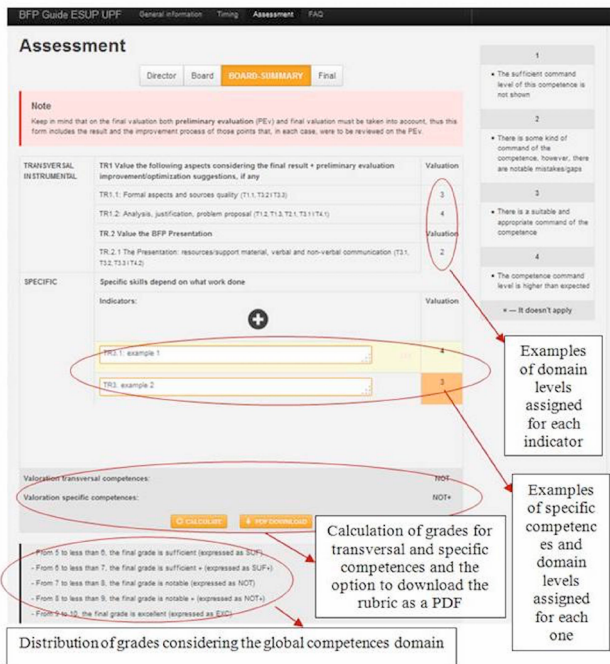 BFP Guide ESUP UPF General information Timing Assessment FAQ
Assessment
Director Board BOARD-SUMMARY Final
Note
Keep in mind that on the final valuation both preliminary evaluation (PEv) and final valuation must be taken into account, thus this
form includes the result and the improvement process of those points that, in each case, were to be reviewed on the PEv.
TRANSVERSAL
INSTRUMENTAL
TR1 Value the following aspects considering the final result + preliminary evaluation
improvement/optimization suggestions, if any
Valuation
TR1.1: Formal aspects and sources quality (T1.1, T3.2 I T3.3)
3
TR1.2: Analysis, justification, problem proposal (T1.2, T1.3, T2.1, T3.1 I T4.1)
4
TR.2 Value the BFP Presentation
Valuation
TR.2.1 The Presentation: resources/support material, verbal and non-verbal communication (T3.1,
T3.2, T3.3 I T4.2)
2
SPECIFIC
Specific skills depend on what work done
Indicators:
Valuation
TR3.1: example 1
4
TR3: example 2
3
Valoration transversal competences:
NOT
Valoration specific competences:
NOT+
CALCULATE PDF DOWNLOAD
- From 5 to less than 6, the final grade is sufficient (expressed as SUF)
- From 6 to less than 7, the final grade is sufficient + (expressed as SUF+)
- From 7 to less than 8, the final grade is notable (expressed as NOT)
- From 8 to less than 9, the final grade is notable + (expressed as NOT+)
- From 9 to 10, the final grade is excellent (expressed as EXC)
1
• The sufficient command
level of this competence is
not shown
2
• There is some kind of
command of the
competence, however, there
are notable mistakes/gaps
3
• There is a suitable and
appropriate command of the
competence
4
• The competence command
level is higher than expected
× — It doesn't apply
Examples
of domain
levels
assigned
for each
indicator
Examples
of specific
competenc
es and
domain
levels
assigned
for each
one
Calculation of grades for
transversal and specific
competences and the
option to download the
rubric as a PDF
Distribution of grades considering the global competences domain